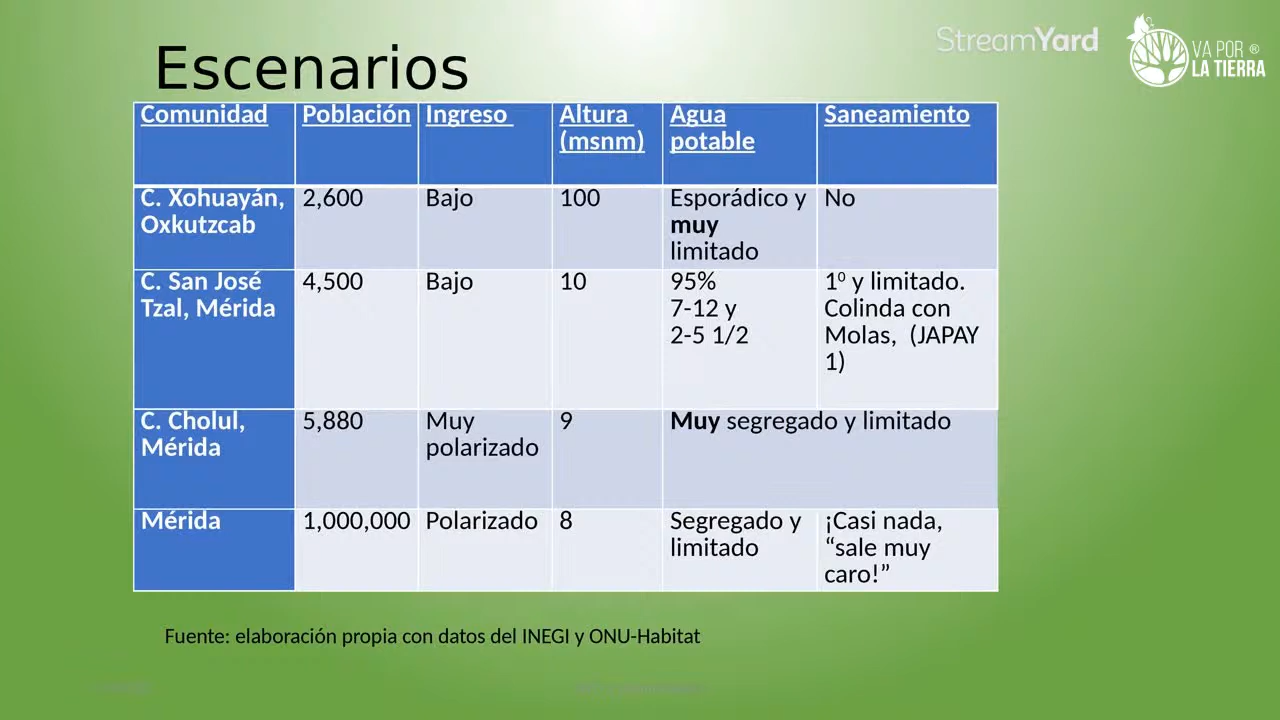 StreamYard
VA POR ®
LA TIERRA
Escenarios
Comunidad Población Ingreso Altura (msnm) Agua potable Saneamiento
C. Xohuayán, Oxkutzcab 2,600 Bajo 100 Esporádico y muy limitado No
C. San José Tzal, Mérida 4,500 Bajo 10 95% 7-12 y 2-5 1/2 1⁰ y limitado. Colinda con Molas, (JAPAY 1)
C. Cholul, Mérida 5,880 Muy polarizado 9 Muy segregado y limitado
Mérida 1,000,000 Polarizado 8 Segregado y limitado ¡Casi nada, “sale muy caro!”
Fuente: elaboración propia con datos del INEGI y ONU-Habitat